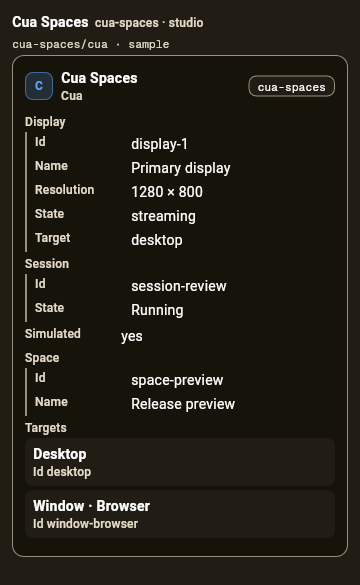 Cua Spaces cua-spaces · studio
cua-spaces/cua · sample
C
Cua Spaces
Cua
cua-spaces
Display
Id display-1
Name Primary display
Resolution 1280 × 800
State streaming
Target desktop
Session
Id session-review
State Running
Simulated yes
Space
Id space-preview
Name Release preview
Targets
Desktop
Id desktop
Window · Browser
Id window-browser